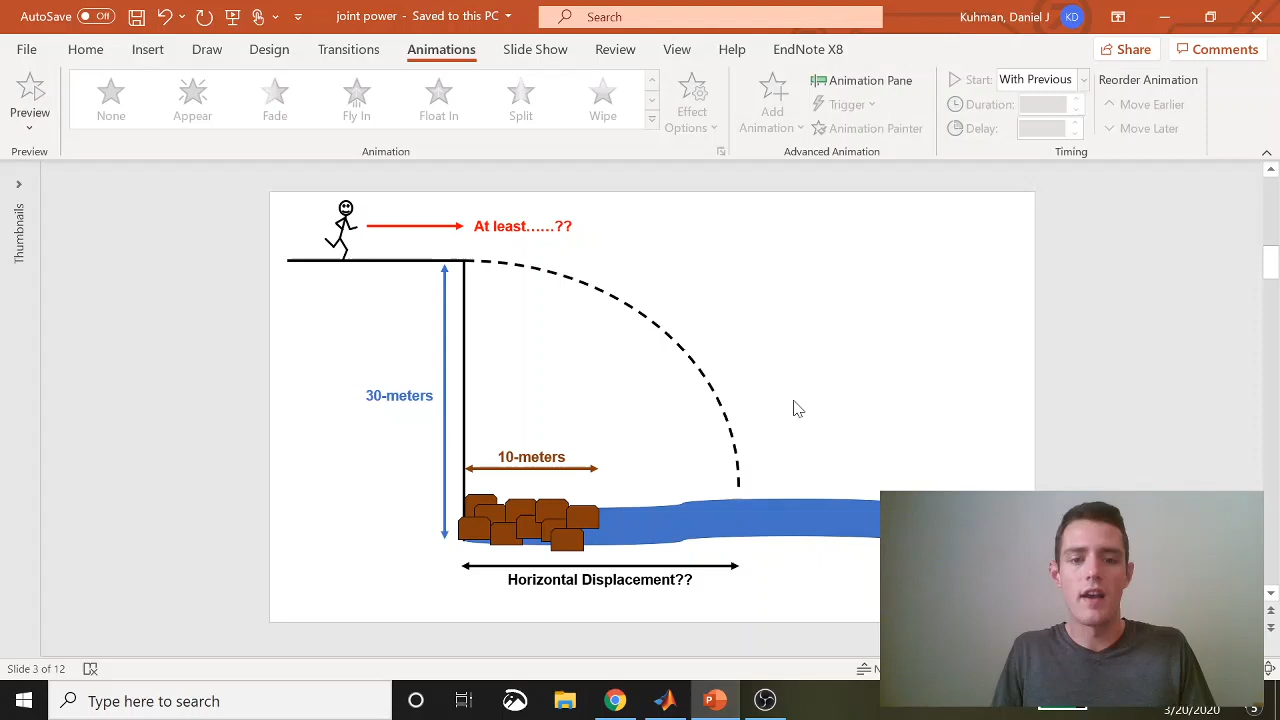 AutoSave Off
joint power - Saved to this PC
Search
Kuhman, Daniel J KD
File Home Insert Draw Design Transitions Animations Slide Show Review View Help EndNote X8
Share Comments
Preview
Preview
None Appear Fade Fly In Float In Split Wipe
Animation
Effect
Options
Add
Animation
Animation Pane
Trigger
Animation Painter
Advanced Animation
Start: With Previous
Duration:
Delay:
Reorder Animation
Move Earlier
Move Later
Timing
Thumbnails
At least......??
30-meters
10-meters
Horizontal Displacement??
Slide 3 of 12
Type here to search
3/20/2020
5